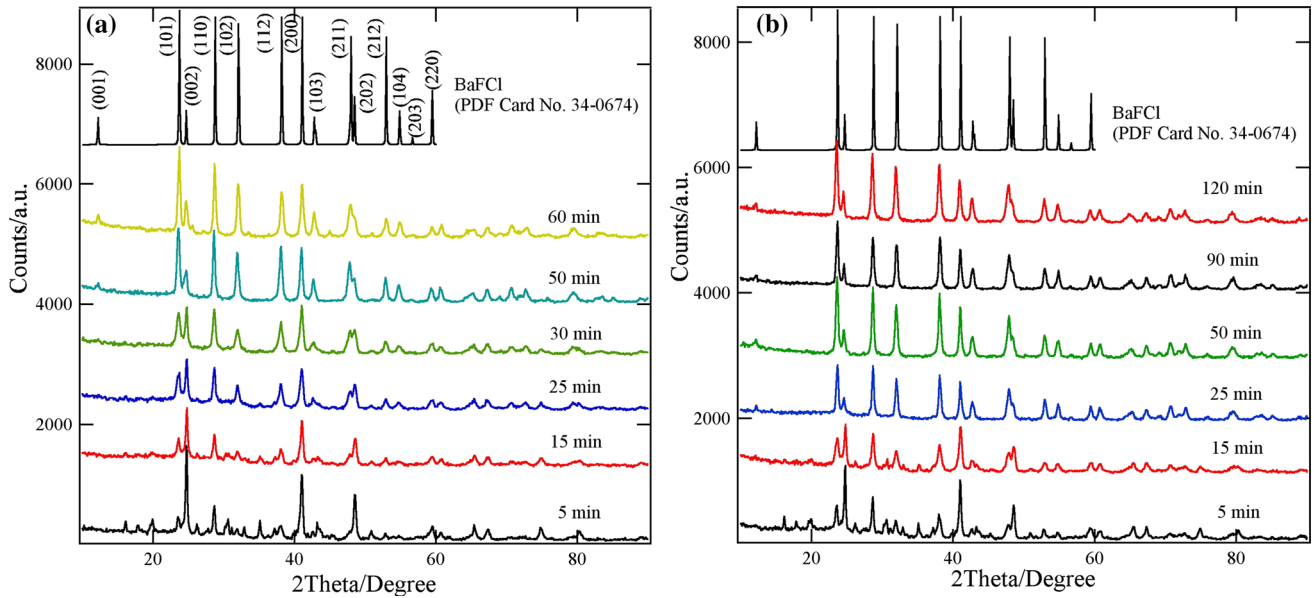 (a)
(001)
(101)
(002)
(110)
(102)
(112)
(200)
(103)
(211)
(202)
(212)
(104)
(203)
(220)
BaFCl
(PDF Card No. 34-0674)
8000
6000
4000
2000
Counts/a.u.
60 min
50 min
30 min
25 min
15 min
5 min
20
40
60
80
2Theta/Degree
(b)
BaFCl
(PDF Card No. 34-0674)
8000
6000
4000
2000
Counts/a.u.
120 min
90 min
50 min
25 min
15 min
5 min
20
40
60
80
2Theta/Degree